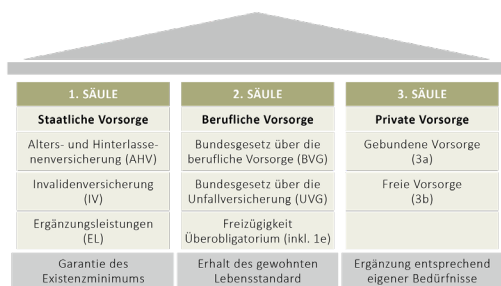 1. SÄULE
Staatliche Vorsorge
Alters- und Hinterlasse-
nenversicherung (AHV)
Invalidenversicherung
(IV)
Ergänzungsleistungen
(EL)
Garantie des
Existenzminimums
2. SÄULE
Berufliche Vorsorge
Bundesgesetz über die
berufliche Vorsorge (BVG)
Bundesgesetz über die
Unfallversicherung (UVG)
Freizügigkeit
Überobligatorium (inkl. 1e)
Erhalt des gewohnten
Lebensstandard
3. SÄULE
Private Vorsorge
Gebundene Vorsorge
(3a)
Freie Vorsorge
(3b)
Ergänzung entsprechend
eigener Bedürfnisse